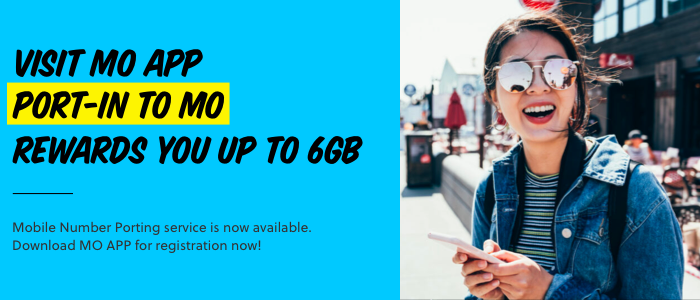 VISIT MO APP
PORT-IN TO MO
REWARDS YOU UP TO 6GB
Mobile Number Porting service is now available.
Download MO APP for registration now!